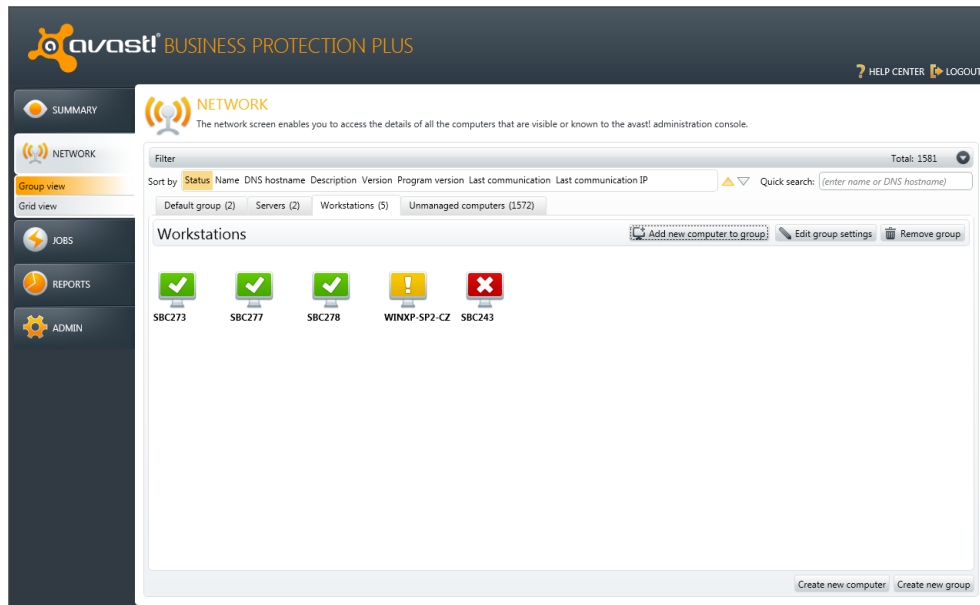 avast! BUSINESS PROTECTION PLUS
HELP CENTER LOGOUT
SUMMARY
NETWORK
Group view
Grid view
JOBS
REPORTS
ADMIN
NETWORK
The network screen enables you to access the details of all the computers that are visible or known to the avast! administration console.
Filter Total: 1581
Sort by Status Name DNS hostname Description Version Program version Last communication Last communication IP Quick search: (enter name or DNS hostname)
Default group (2) Servers (2) Workstations (5) Unmanaged computers (1572)
Workstations Add new computer to group Edit group settings Remove group
SBC273 SBC277 SBC278 WINXP-SP2-CZ SBC243
Create new computer Create new group